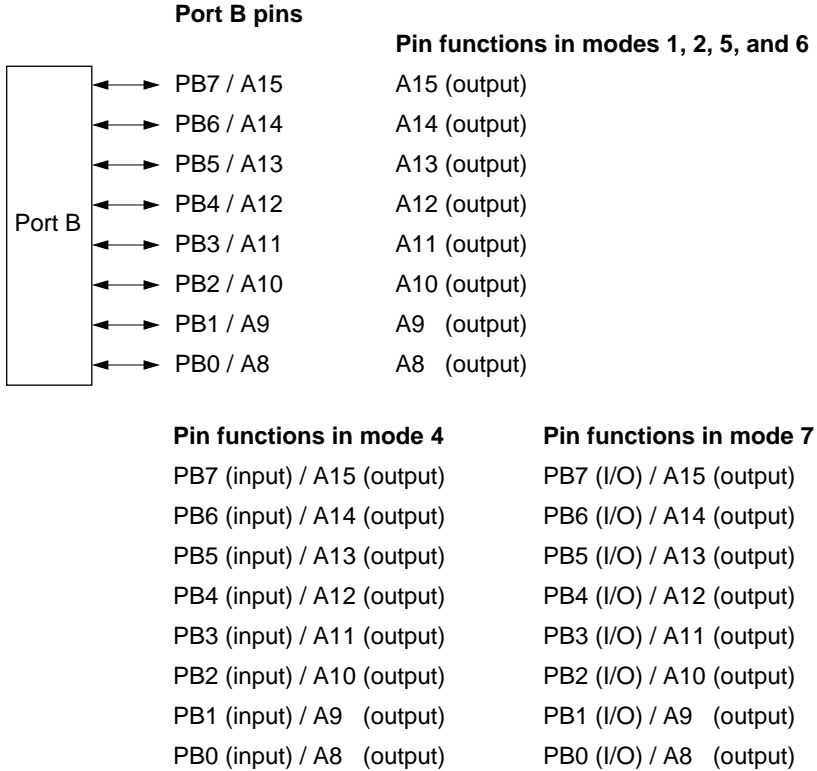 Port B pins
Pin functions in modes 1, 2, 5, and 6
Port B
PB7 / A15 A15 (output)
PB6 / A14 A14 (output)
PB5 / A13 A13 (output)
PB4 / A12 A12 (output)
PB3 / A11 A11 (output)
PB2 / A10 A10 (output)
PB1 / A9 A9 (output)
PB0 / A8 A8 (output)
Pin functions in mode 4 Pin functions in mode 7
PB7 (input) / A15 (output) PB7 (I/O) / A15 (output)
PB6 (input) / A14 (output) PB6 (I/O) / A14 (output)
PB5 (input) / A13 (output) PB5 (I/O) / A13 (output)
PB4 (input) / A12 (output) PB4 (I/O) / A12 (output)
PB3 (input) / A11 (output) PB3 (I/O) / A11 (output)
PB2 (input) / A10 (output) PB2 (I/O) / A10 (output)
PB1 (input) / A9 (output) PB1 (I/O) / A9 (output)
PB0 (input) / A8 (output) PB0 (I/O) / A8 (output)